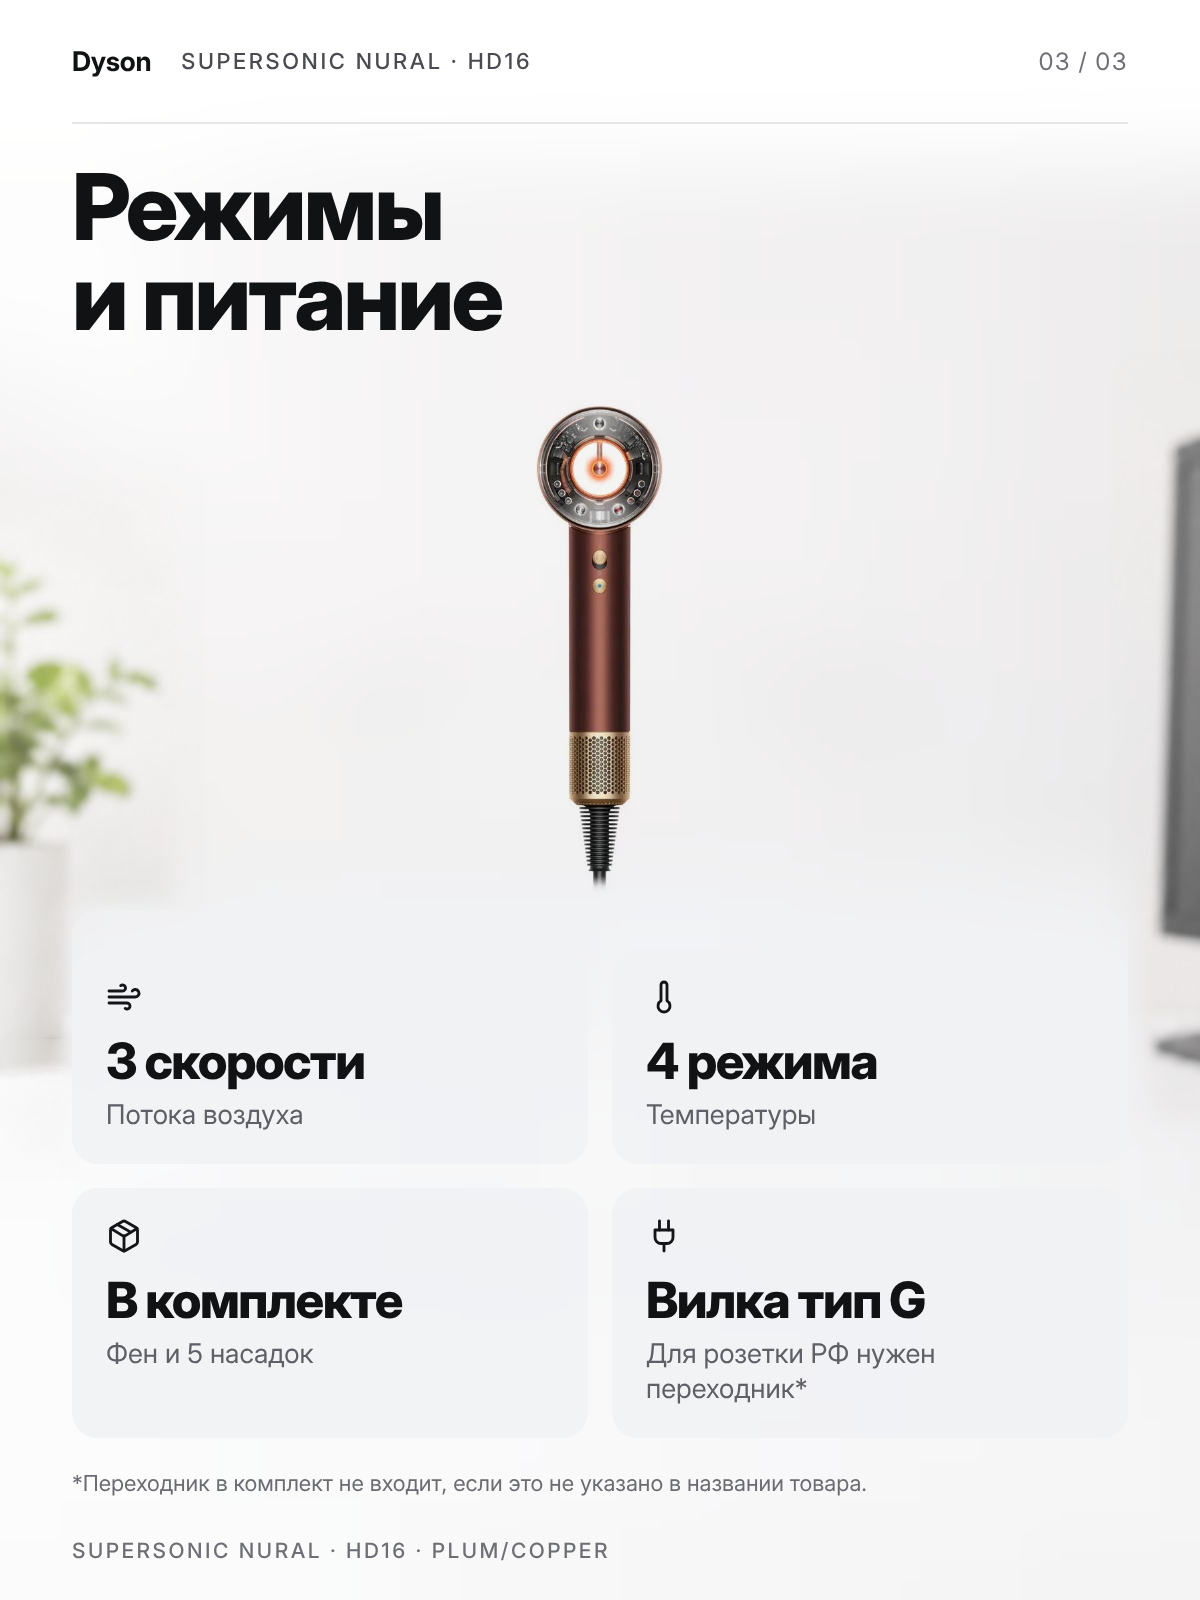 Dyson SUPERSONIC NURAL · HD16 03 / 03
Режимы
и питание
3 скорости
Потока воздуха
4 режима
Температуры
В комплекте
Фен и 5 насадок
Вилка тип G
Для розетки РФ нужен
переходник*
*Переходник в комплект не входит, если это не указано в названии товара.
SUPERSONIC NURAL · HD16 · PLUM/COPPER